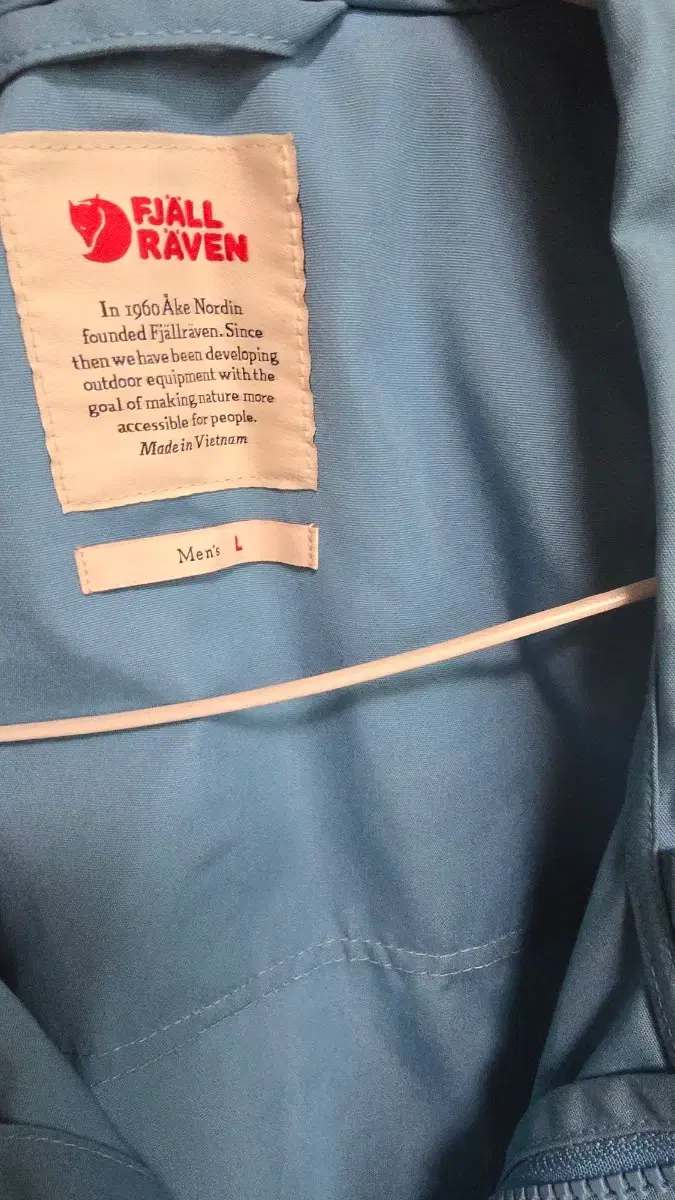 FJÄLL
RÄVEN
In 1960 Åke Nordin
founded Fjällräven. Since
then we have been developing
outdoor equipment with the
goal of making nature more
accessible for people.
Made in Vietnam
Men's L